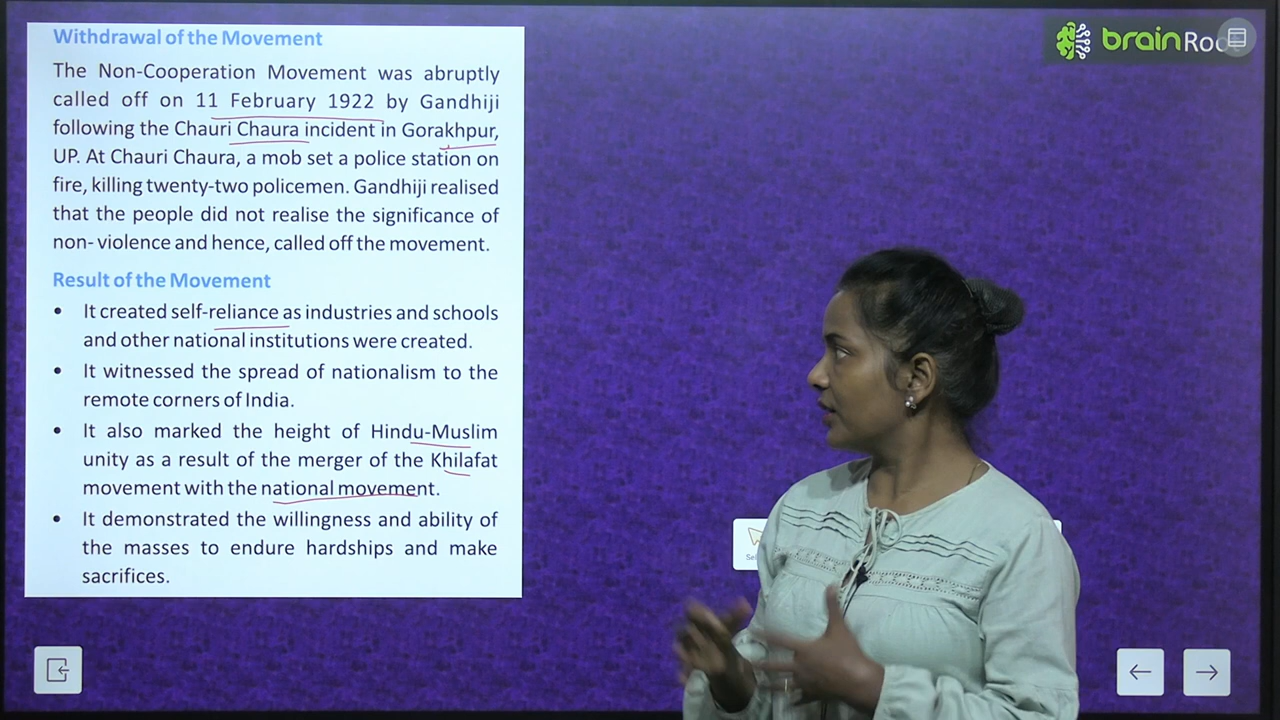 Withdrawal of the Movement
The Non-Cooperation Movement was abruptly
called off on 11 February 1922 by Gandhiji
following the Chauri Chaura incident in Gorakhpur,
UP. At Chauri Chaura, a mob set a police station on
fire, killing twenty-two policemen. Gandhiji realised
that the people did not realise the significance of
non- violence and hence, called off the movement.
Result of the Movement
• It created self-reliance as industries and schools
and other national institutions were created.
• It witnessed the spread of nationalism to the
remote corners of India.
• It also marked the height of Hindu-Muslim
unity as a result of the merger of the Khilafat
movement with the national movement.
• It demonstrated the willingness and ability of
the masses to endure hardships and make
sacrifices.
brain